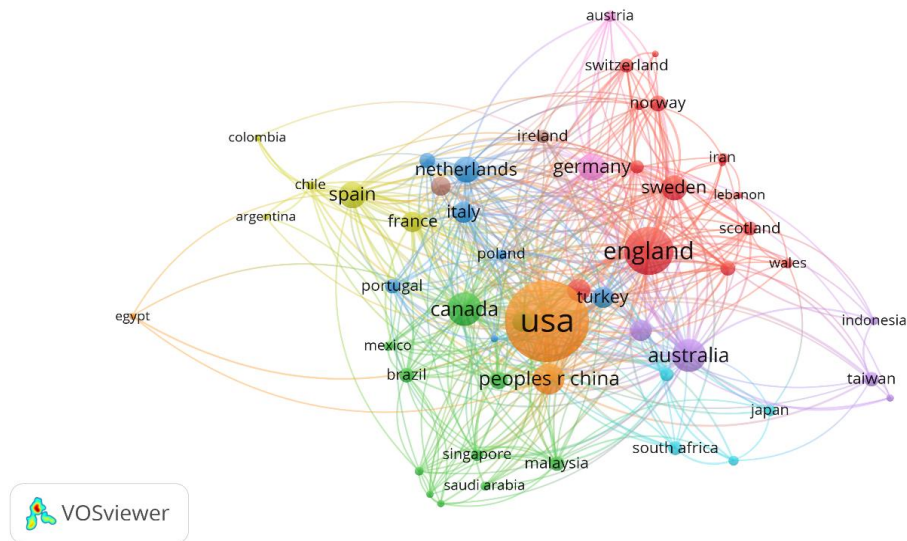 austria
switzerland
norway
colombia
ireland
netherlands
germany
iran
chile
spain
sweden
lebanon
argentina
france
italy
scotland
poland
england
wales
portugal
turkey
egypt
canada
usa
indonesia
mexico
australia
brazil
peoples r china
taiwan
japan
singapore
malaysia
south africa
saudi arabia
VOSviewer